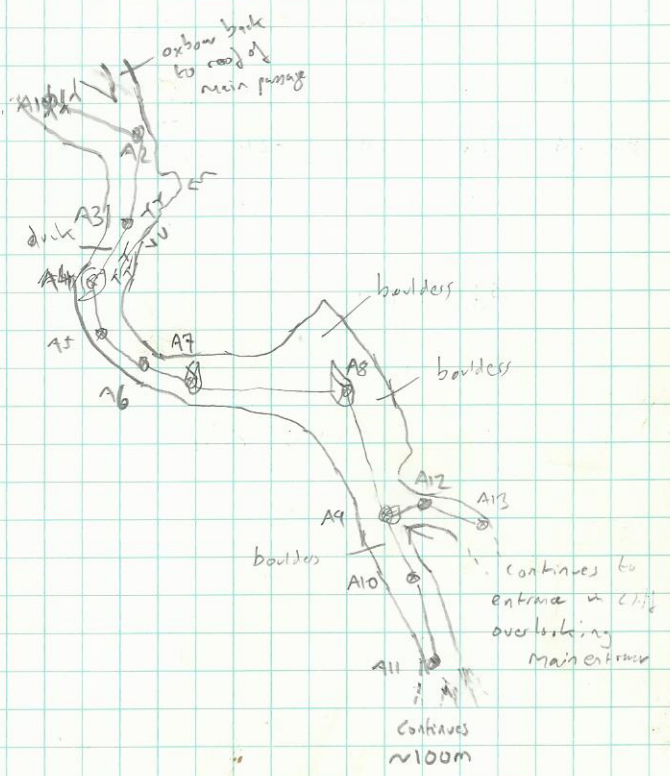 oxbow back
to roof of
main passage
A2
A3
duck
A4
A5
A7
A6
boulders
A8
boulders
A12
A13
A9
boulders
A10
continues to
entrance in cliff
overlooking
main entrance
A11
continues
~100m